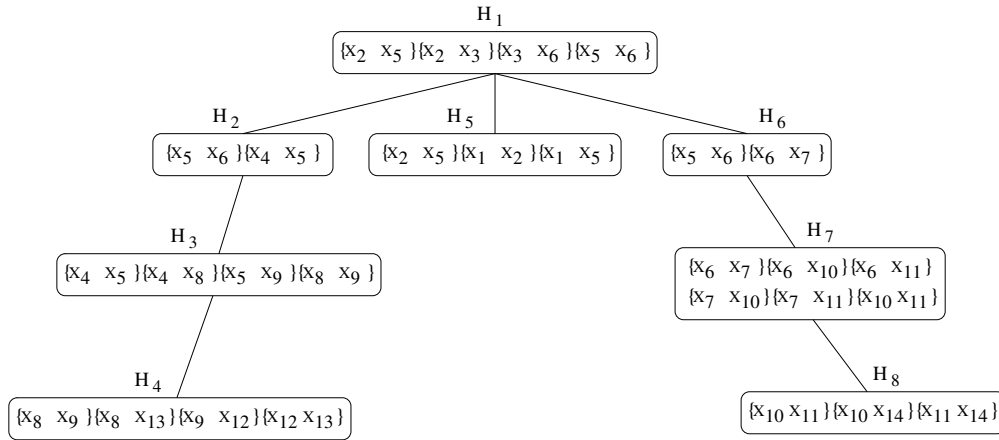 H₁
{x₂ x₅}{x₂ x₃}{x₃ x₆}{x₅ x₆}
H₂ H₅ H₆
{x₅ x₆}{x₄ x₅} {x₂ x₅}{x₁ x₂}{x₁ x₅} {x₅ x₆}{x₆ x₇}
H₃ H₇
{x₄ x₅}{x₄ x₈}{x₅ x₉}{x₈ x₉} {x₆ x₇}{x₆ x₁₀}{x₆ x₁₁}
{x₇ x₁₀}{x₇ x₁₁}{x₁₀ x₁₁}
H₄ H₈
{x₈ x₉}{x₈ x₁₃}{x₉ x₁₂}{x₁₂ x₁₃} {x₁₀ x₁₁}{x₁₀ x₁₄}{x₁₁ x₁₄}